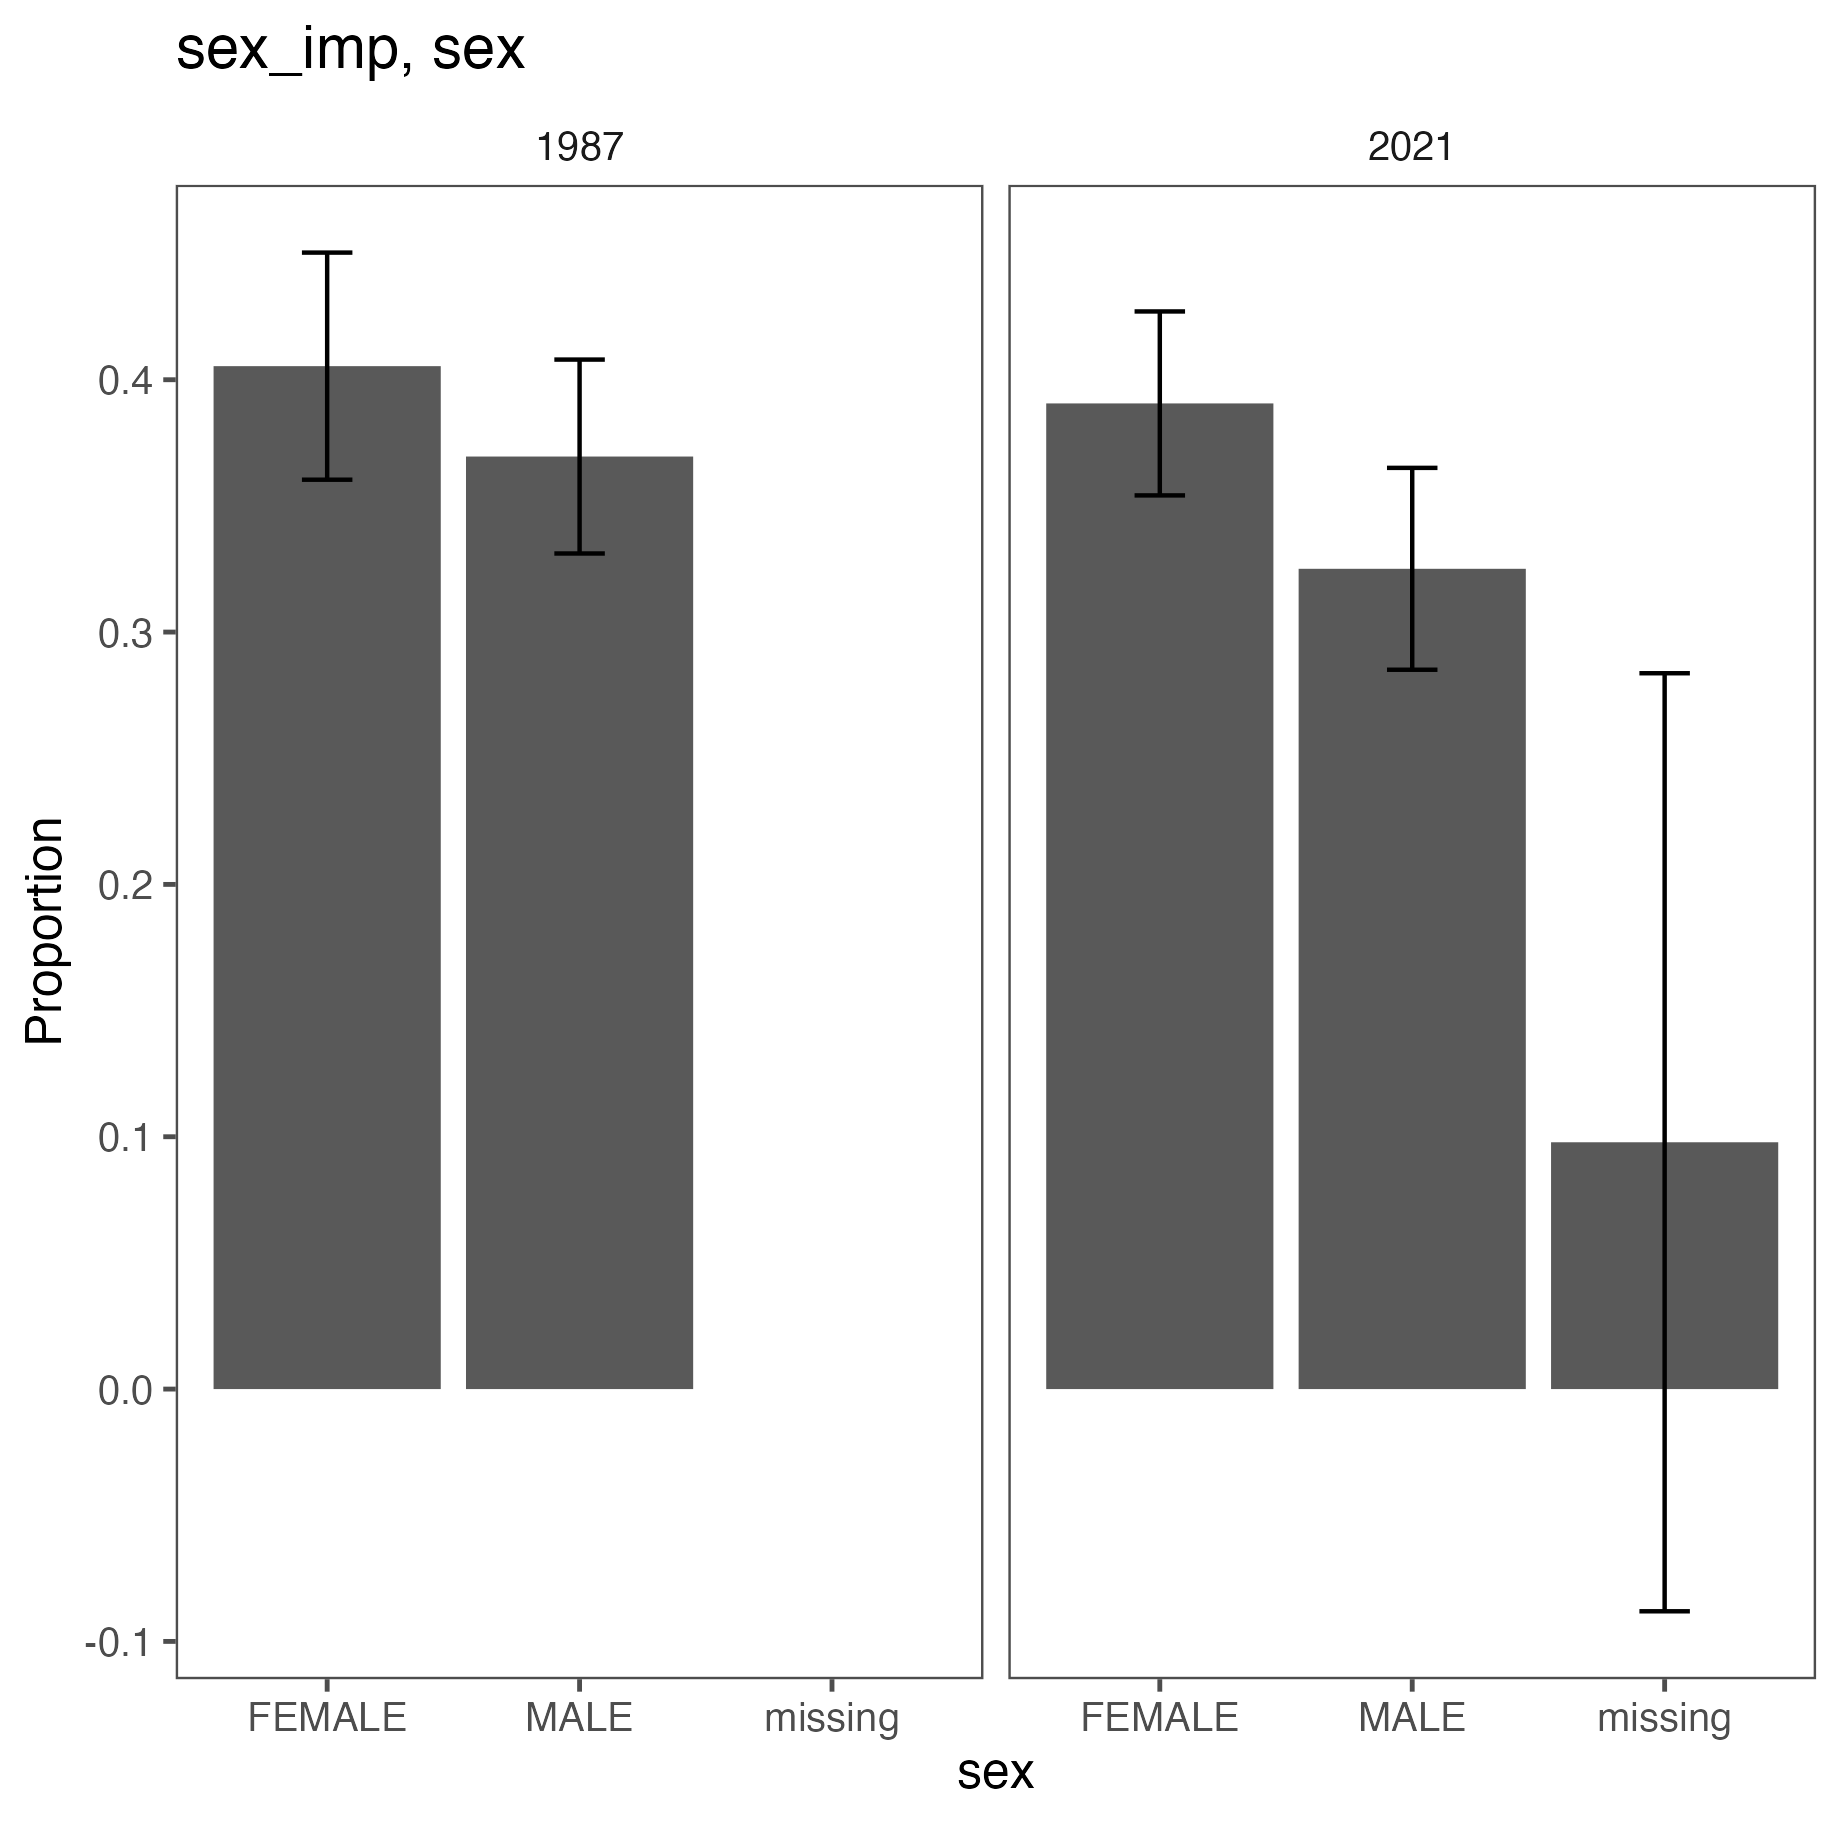 sex_imp, sex
1987
2021
Proportion
0.4
0.3
0.2
0.1
0.0
-0.1
FEMALE MALE missing
FEMALE MALE missing
sex